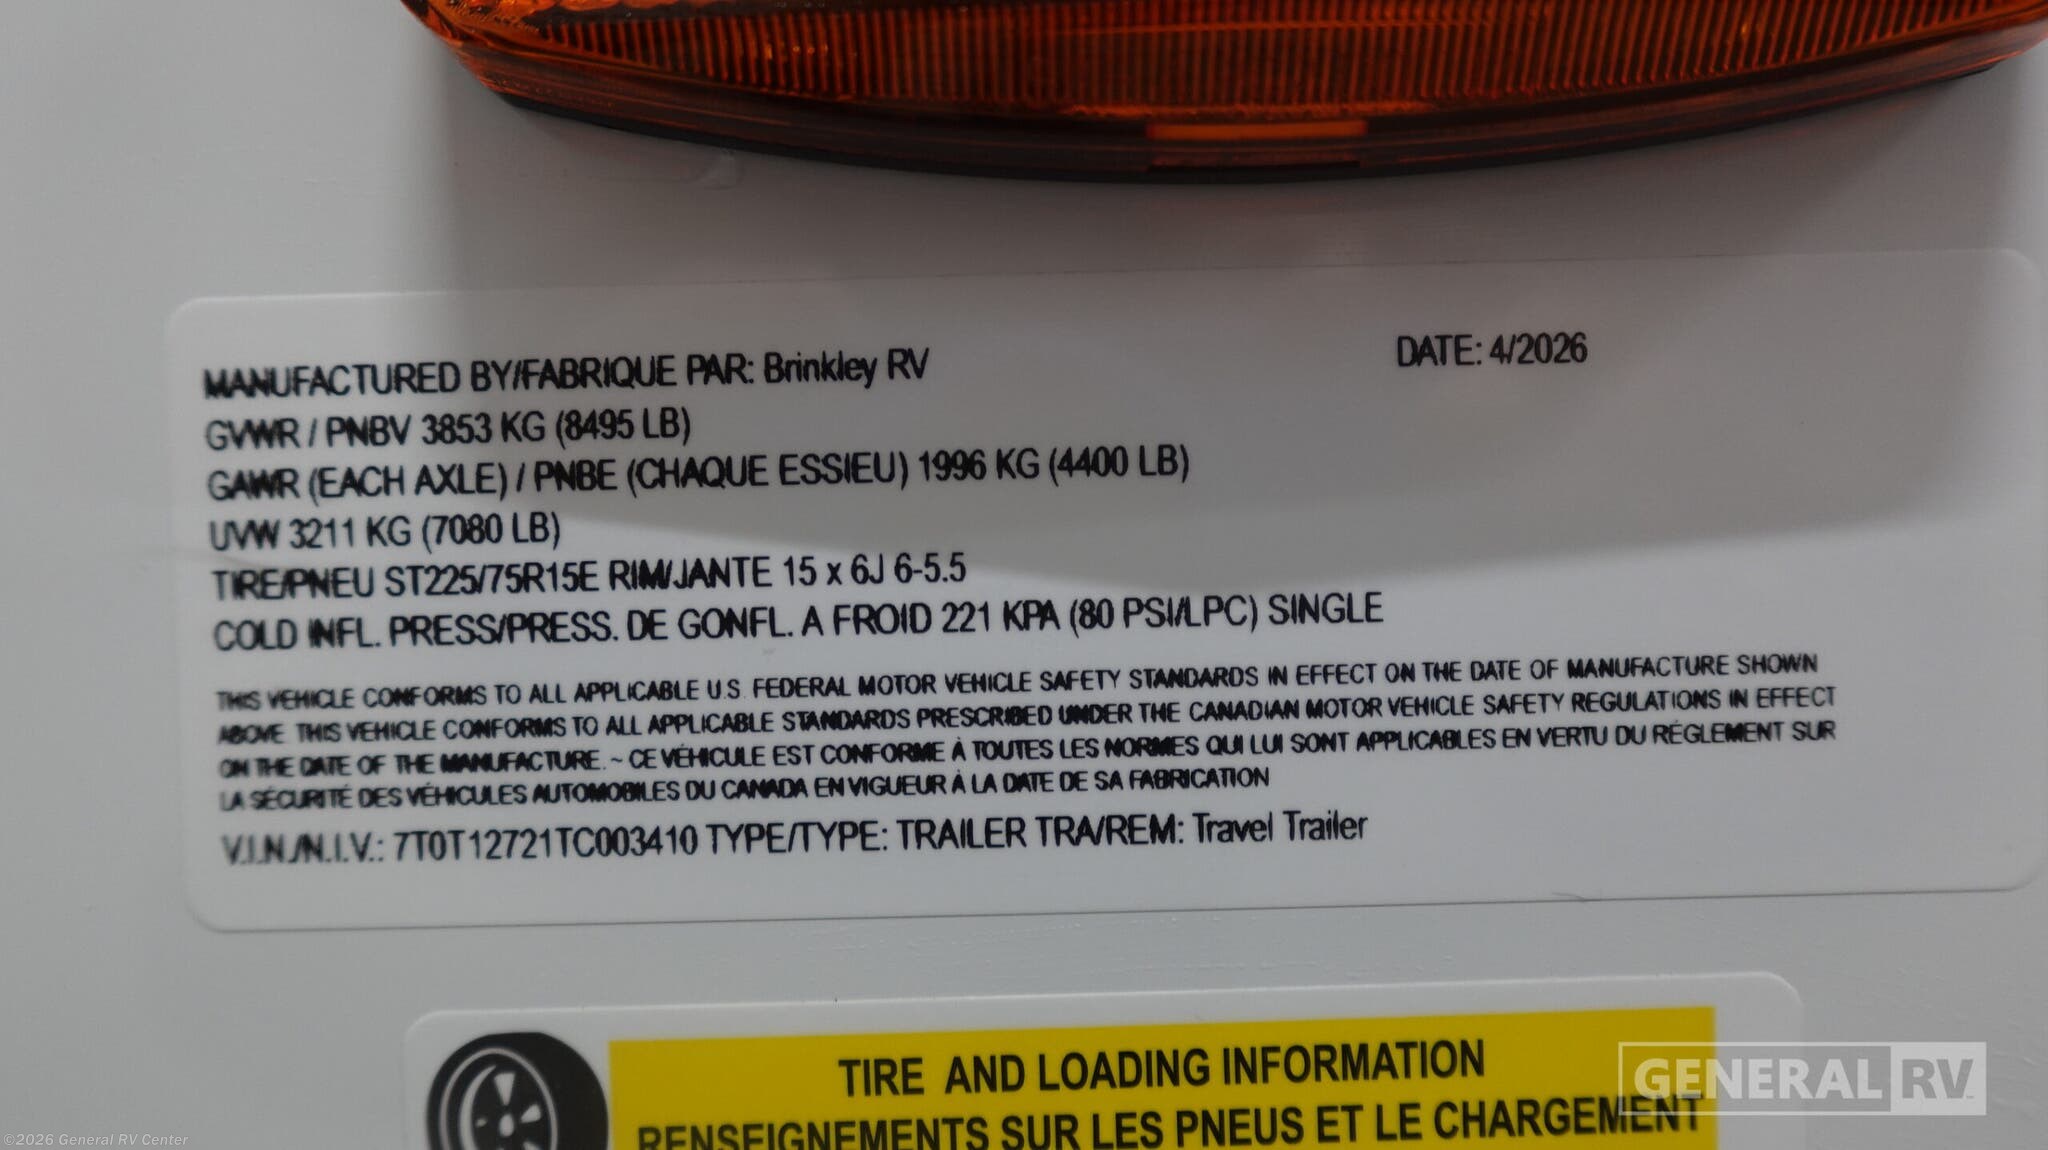 MANUFACTURED BY/FABRIQUE PAR: Brinkley RV DATE: 4/2026
GVWR / PNBV 3853 KG (8495 LB)
GAWR (EACH AXLE) / PNBE (CHAQUE ESSIEU) 1996 KG (4400 LB)
UVW 3211 KG (7080 LB)
TIRE/PNEU ST225/75R15E RIM/JANTE 15 x 6J 6-5.5
COLD INFL. PRESS/PRESS. DE GONFL. A FROID 221 KPA (80 PSI/LPC) SINGLE
THIS VEHICLE CONFORMS TO ALL APPLICABLE U.S. FEDERAL MOTOR VEHICLE SAFETY STANDARDS IN EFFECT ON THE DATE OF MANUFACTURE SHOWN
ABOVE. THIS VEHICLE CONFORMS TO ALL APPLICABLE STANDARDS PRESCRIBED UNDER THE CANADIAN MOTOR VEHICLE SAFETY REGULATIONS IN EFFECT
ON THE DATE OF THE MANUFACTURE. ~ CE VÉHICULE EST CONFORME À TOUTES LES NORMES QUI LUI SONT APPLICABLES EN VERTU DU RÉGLEMENT SUR
LA SÉCURITÉ DES VÉHICULES AUTOMOBILES DU CANADA EN VIGUEUR À LA DATE DE SA FABRICATION
V.I.N./N.I.V.: 7T0T12721TC003410 TYPE/TYPE: TRAILER TRA/REM: Travel Trailer
TIRE AND LOADING INFORMATION
RENSEIGNEMENTS SUR LES PNEUS ET LE CHARGEMENT
GENERAL RV
©2026 General RV Center